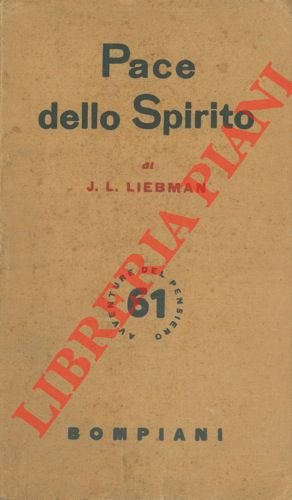 Pace
dello Spirito
di
J. L. LIEBMAN
AVVENTURE DEL PENSIERO
61
BOMPIANI
LIBRERIA PIANI